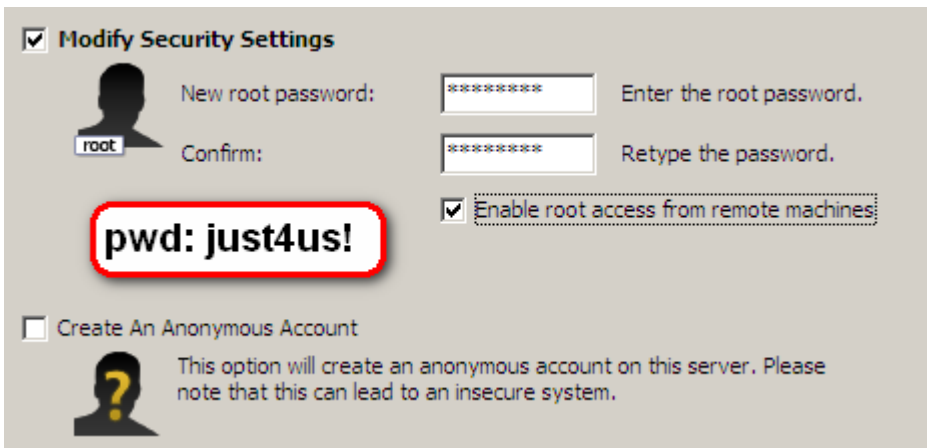 Modify Security Settings
New root password: ******** Enter the root password.
root
Confirm: ******** Retype the password.
Enable root access from remote machines
pwd: just4us!
Create An Anonymous Account
?
This option will create an anonymous account on this server. Please
note that this can lead to an insecure system.